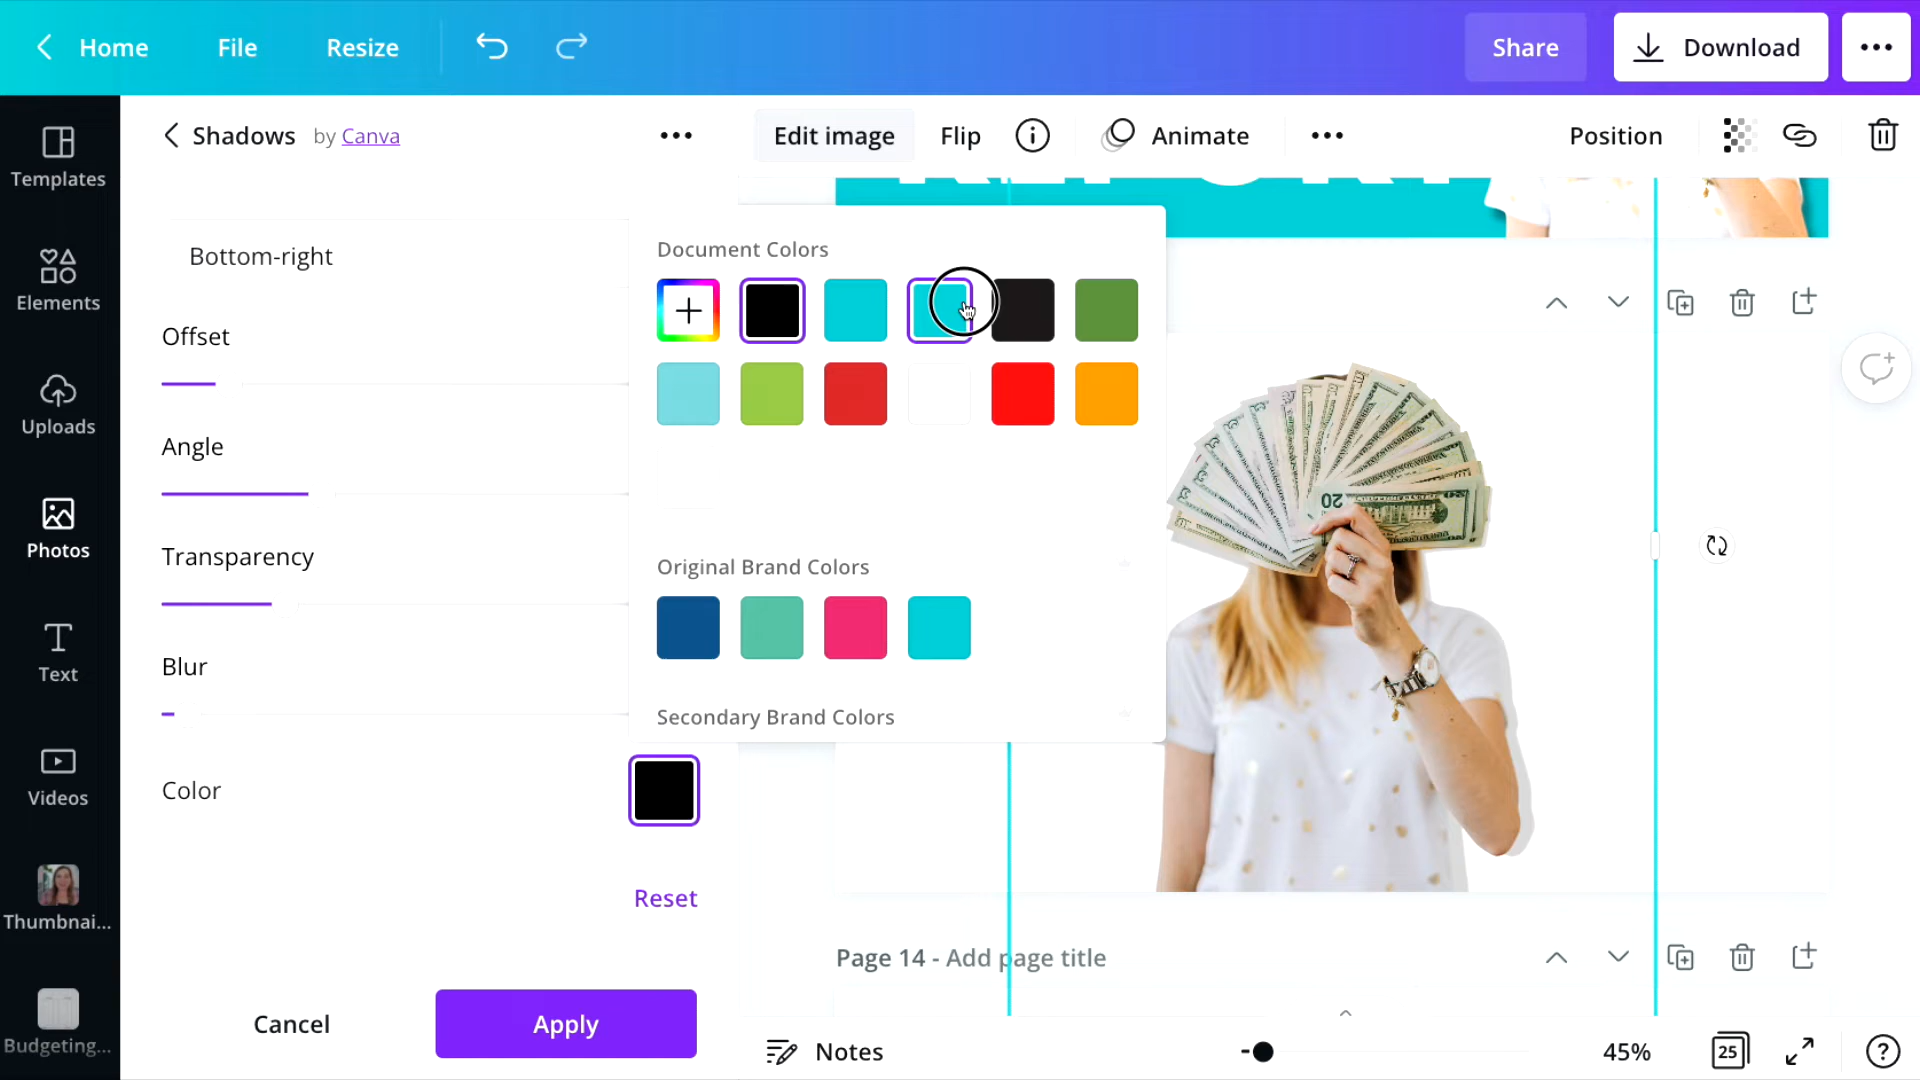 Home File Resize Share Download
Shadows by Canva Edit image Flip Animate Position
Templates
Elements
Uploads
Photos
Text
Videos
Thumbnai...
Budgeting...
Bottom-right
Offset
Angle
Transparency
Blur
Color
Reset
Cancel Apply
Document Colors
Original Brand Colors
Secondary Brand Colors
20
Page 14 - Add page title
Notes 45% 25